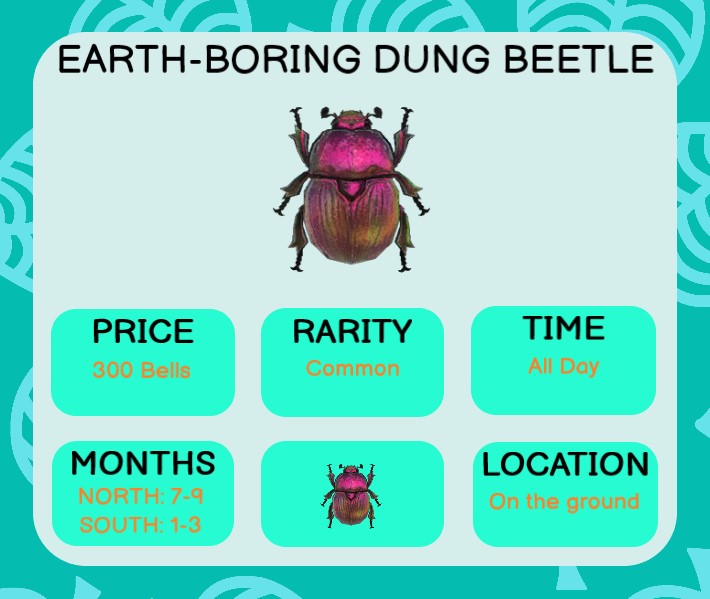 EARTH-BORING DUNG BEETLE
PRICE
300 Bells
RARITY
Common
TIME
All Day
MONTHS
NORTH: 7-9
SOUTH: 1-3
LOCATION
On the ground